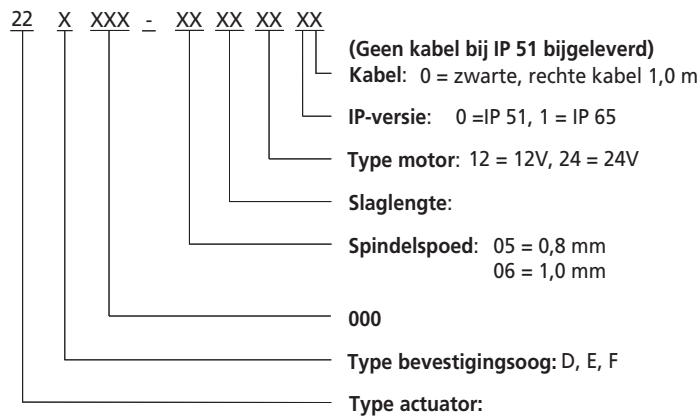 22 X XXX - XX XX XX XX
(Geen kabel bij IP 51 bijgeleverd)
Kabel: 0 = zwarte, rechte kabel 1,0 m
IP-versie: 0 =IP 51, 1 = IP 65
Type motor: 12 = 12V, 24 = 24V
Slaglengte:
Spindelspoed: 05 = 0,8 mm
06 = 1,0 mm
000
Type bevestigingsoog: D, E, F
Type actuator: